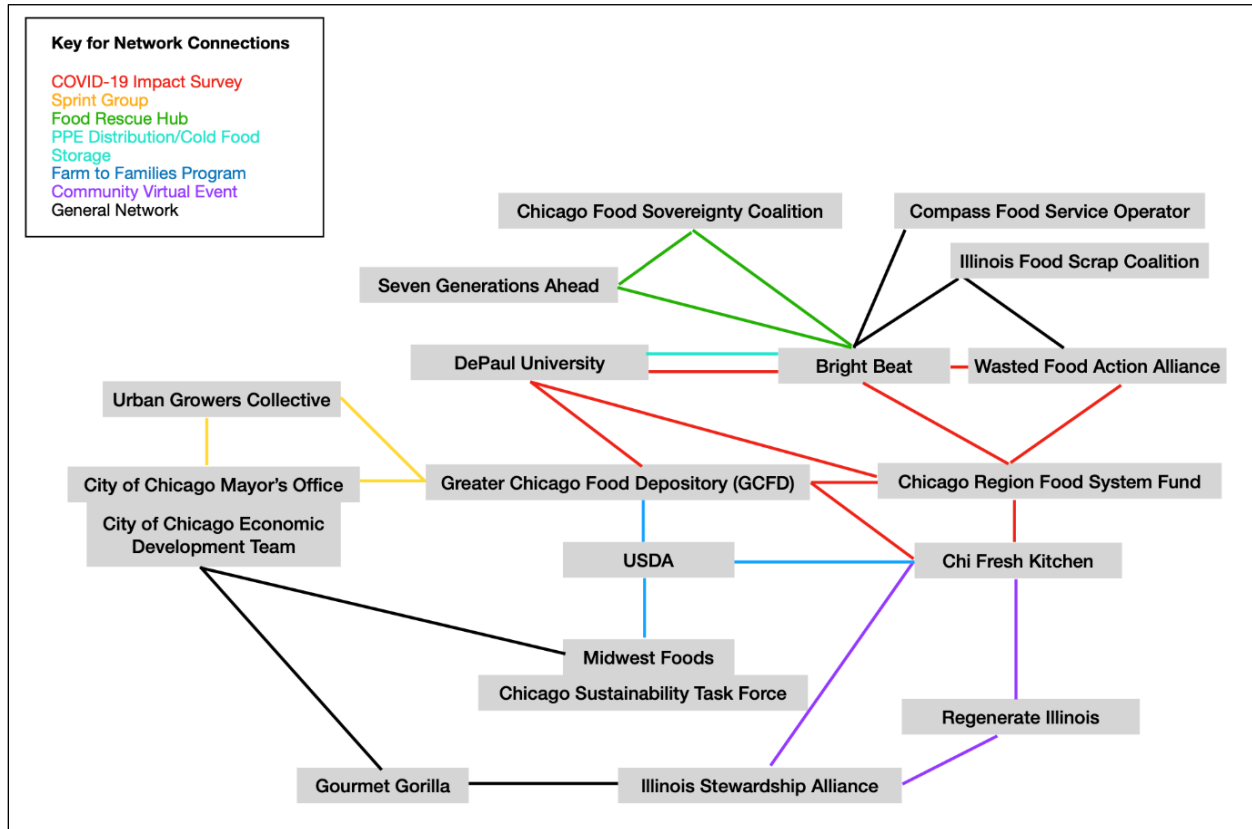 Key for Network Connections
COVID-19 Impact Survey
Sprint Group
Food Rescue Hub
PPE Distribution/Cold Food
Storage
Farm to Families Program
Community Virtual Event
General Network
Chicago Food Sovereignty Coalition
Compass Food Service Operator
Illinois Food Scrap Coalition
Seven Generations Ahead
DePaul University
Bright Beat
Wasted Food Action Alliance
Urban Growers Collective
City of Chicago Mayor's Office
Greater Chicago Food Depository (GCFD)
Chicago Region Food System Fund
City of Chicago Economic
Development Team
USDA
Chi Fresh Kitchen
Midwest Foods
Chicago Sustainability Task Force
Regenerate Illinois
Gourmet Gorilla
Illinois Stewardship Alliance